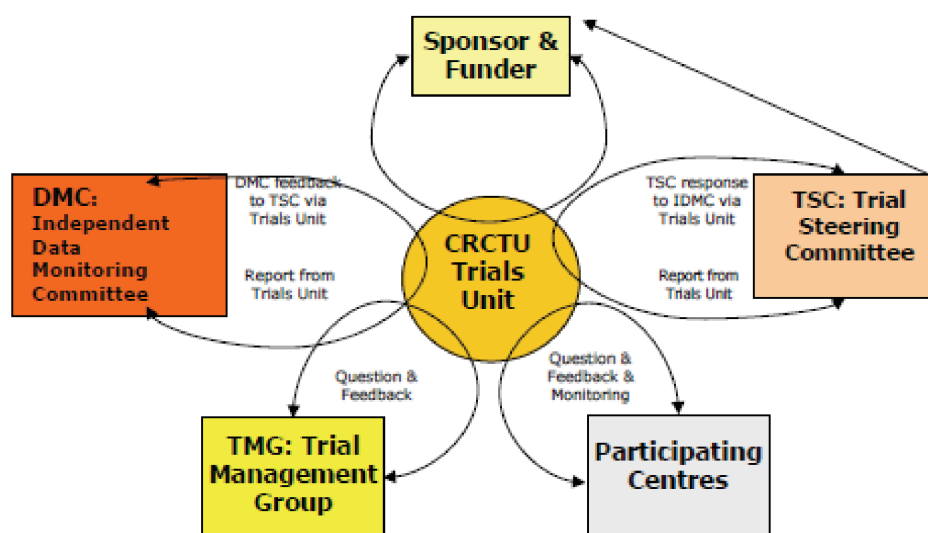 Sponsor &
Funder
DMC:
Independent
Data
Monitoring
Committee
DMC feedback
to TSC via
Trials Unit
Report from
Trials Unit
CRCTU
Trials
Unit
TSC response
to IDMC via
Trials Unit
Report from
Trials Unit
TSC: Trial
Steering
Committee
Question &
Feedback
Question &
Feedback &
Monitoring
TMG: Trial
Management
Group
Participating
Centres